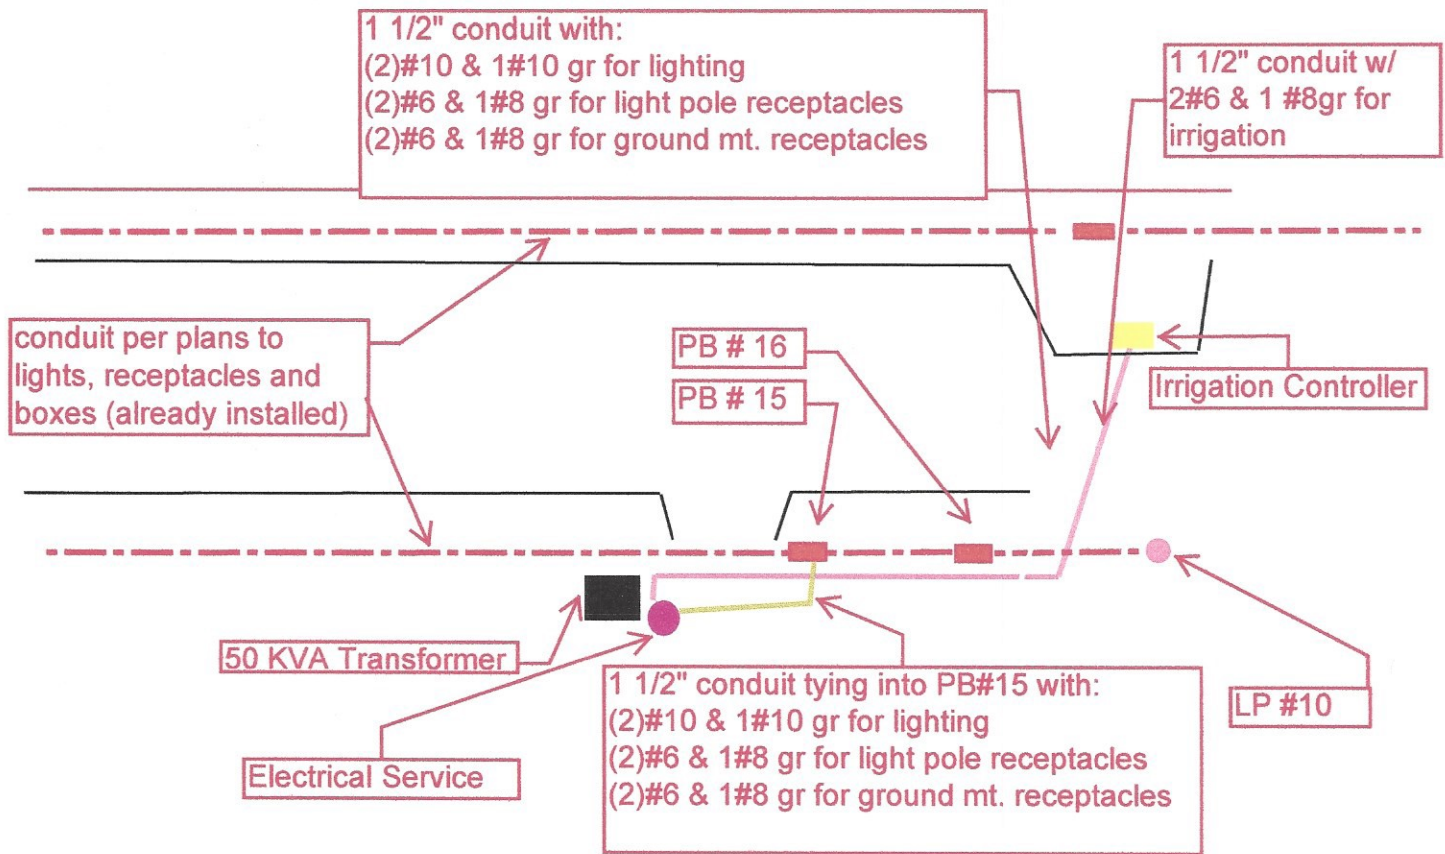 1 1/2" conduit with:
(2)#10 & 1#10 gr for lighting
(2)#6 & 1#8 gr for light pole receptacles
(2)#6 & 1#8 gr for ground mt. receptacles
1 1/2" conduit w/
2#6 & 1 #8gr for
irrigation
conduit per plans to
lights, receptacles and
boxes (already installed)
PB # 16
PB # 15
Irrigation Controller
50 KVA Transformer
Electrical Service
1 1/2" conduit tying into PB#15 with:
(2)#10 & 1#10 gr for lighting
(2)#6 & 1#8 gr for light pole receptacles
(2)#6 & 1#8 gr for ground mt. receptacles
LP #10